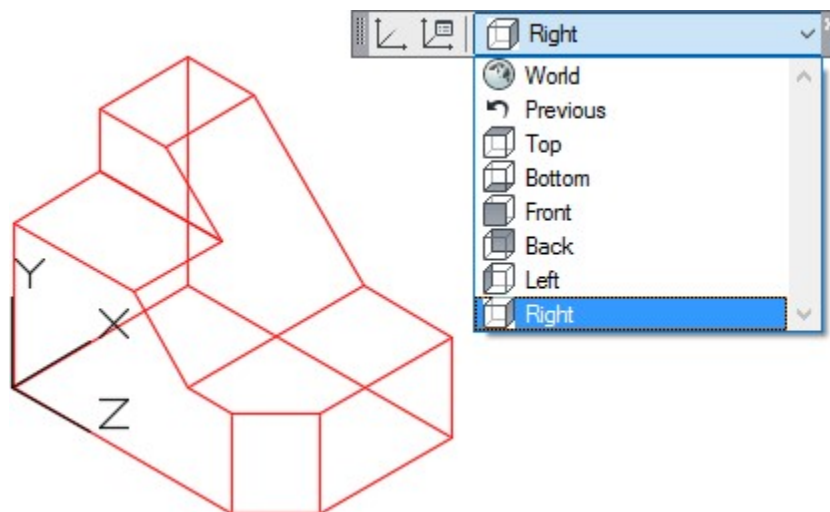 Right
World
Previous
Top
Bottom
Front
Back
Left
Right
Y
X
Z